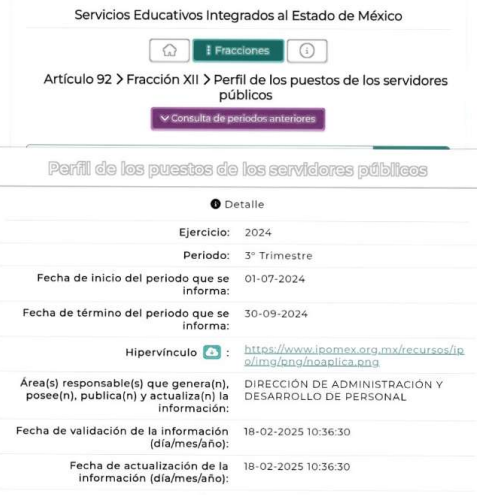 Servicios Educativos Integrados al Estado de México
Fracciones
Artículo 92 > Fracción XII > Perfil de los puestos de los servidores
públicos
Consulta de periodos anteriores
Perfil de los puestos de los servidores públicos
Detalle
Ejercicio: 2024
Periodo: 3° Trimestre
Fecha de inicio del periodo que se 01-07-2024
informa:
Fecha de término del periodo que se 30-09-2024
informa:
Hipervínculo : https://www.ipomex.org.mx/recursos/ip
o/img/png/noaplica.png
Área(s) responsable(s) que genera(n), DIRECCIÓN DE ADMINISTRACIÓN Y
posee(n), publica(n) y actualiza(n) la DESARROLLO DE PERSONAL
información:
Fecha de validación de la información 18-02-2025 10:36:30
(día/mes/año):
Fecha de actualización de la 18-02-2025 10:36:30
información (día/mes/año):